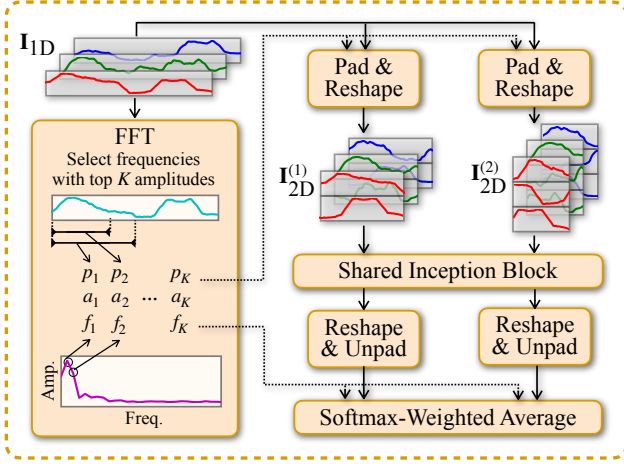 I1D
FFT
Select frequencies
with top K amplitudes
p1 p2 pK
a1 a2 ... aK
f1 f2 fK
Amp.
Freq.
Pad &
Reshape
Pad &
Reshape
I(1)2D
I(2)2D
Shared Inception Block
Reshape
& Unpad
Reshape
& Unpad
Softmax-Weighted Average